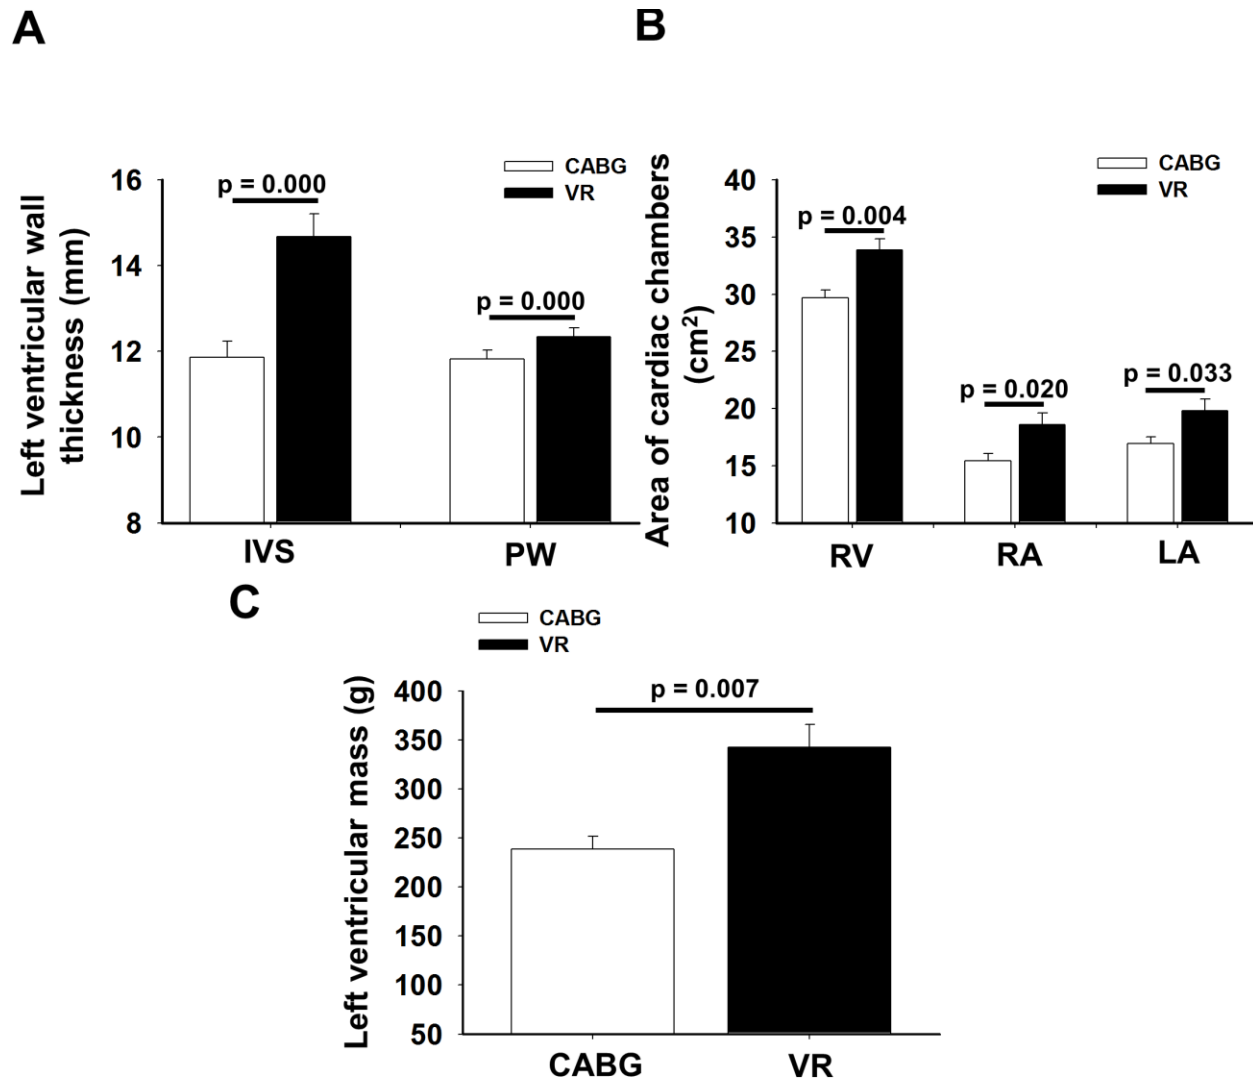 A
Left ventricular wall
thickness (mm)
16
14
12
10
8
CABG
VR
p = 0.000
p = 0.000
IVS
PW
B
Area of cardiac chambers
(cm²)
40
35
30
25
20
15
10
CABG
VR
p = 0.004
p = 0.020
p = 0.033
RV
RA
LA
C
CABG
VR
Left ventricular mass (g)
400
350
300
250
200
150
100
50
p = 0.007
CABG
VR